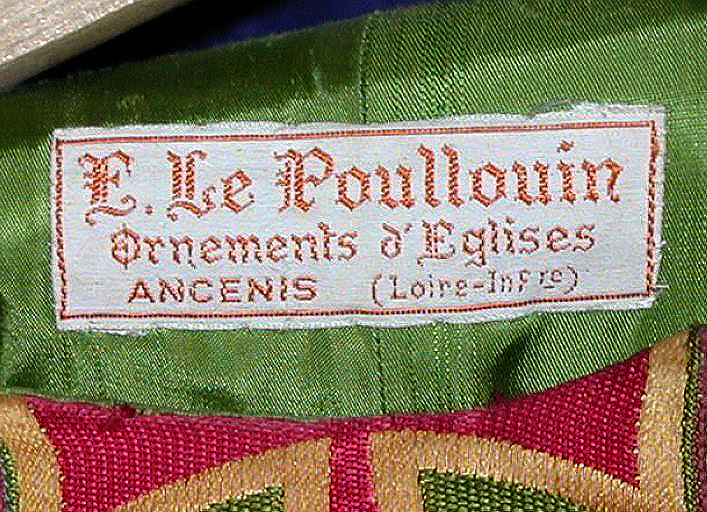 E. Le Poullouin
Ornements d'Eglises
ANCENIS (Loire-Infre)